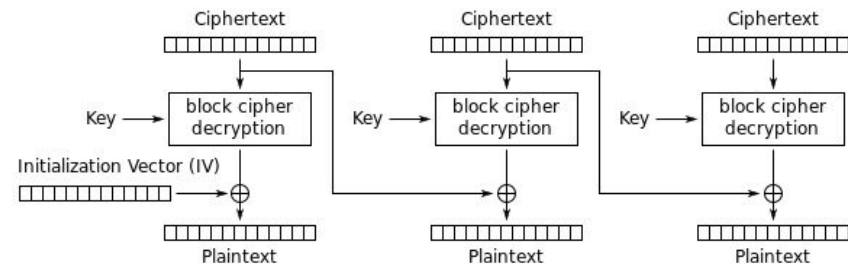 Ciphertext Ciphertext Ciphertext
Key block cipher decryption Key block cipher decryption Key block cipher decryption
Initialization Vector (IV)
Plaintext Plaintext Plaintext